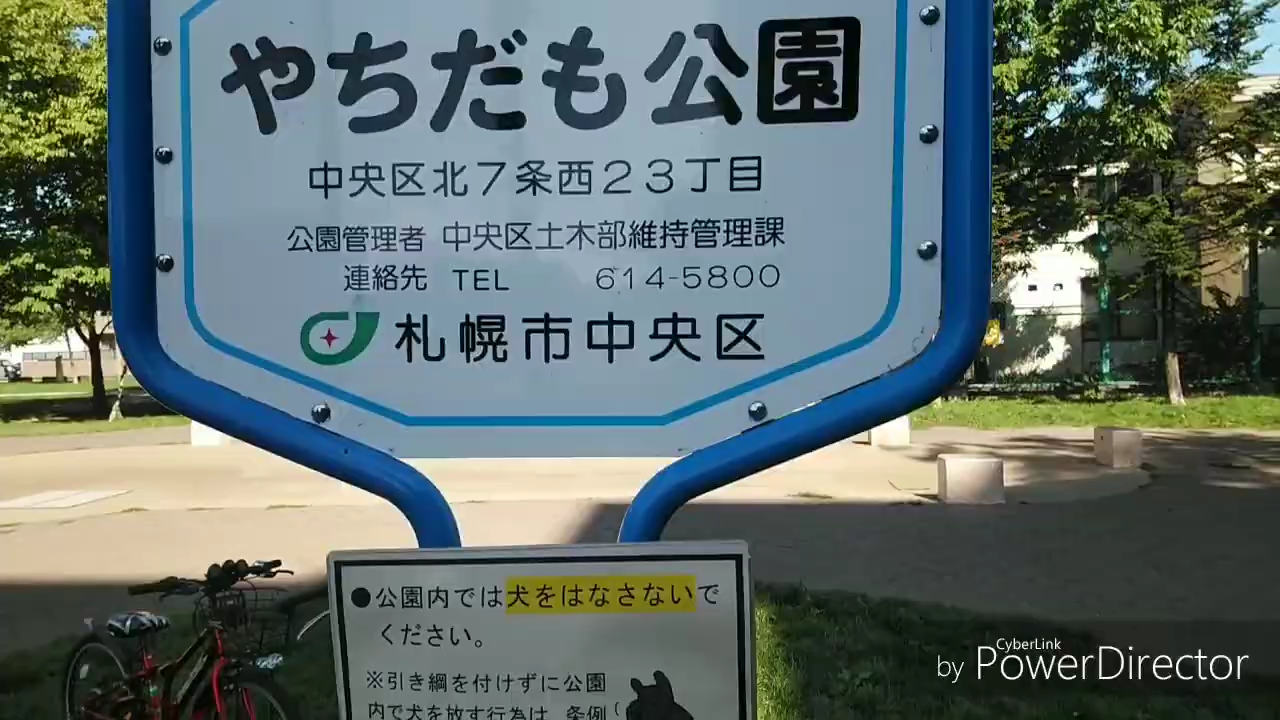 やちだも公園
中央区北7条西23丁目
公園管理者 中央区土木部維持管理課
連絡先 TEL 614-5800
札幌市中央区
●公園内では犬をはなさないで
ください。
※引き綱を付けずに公園
内で犬を放す行為は、条例(
CyberLink
by PowerDirector